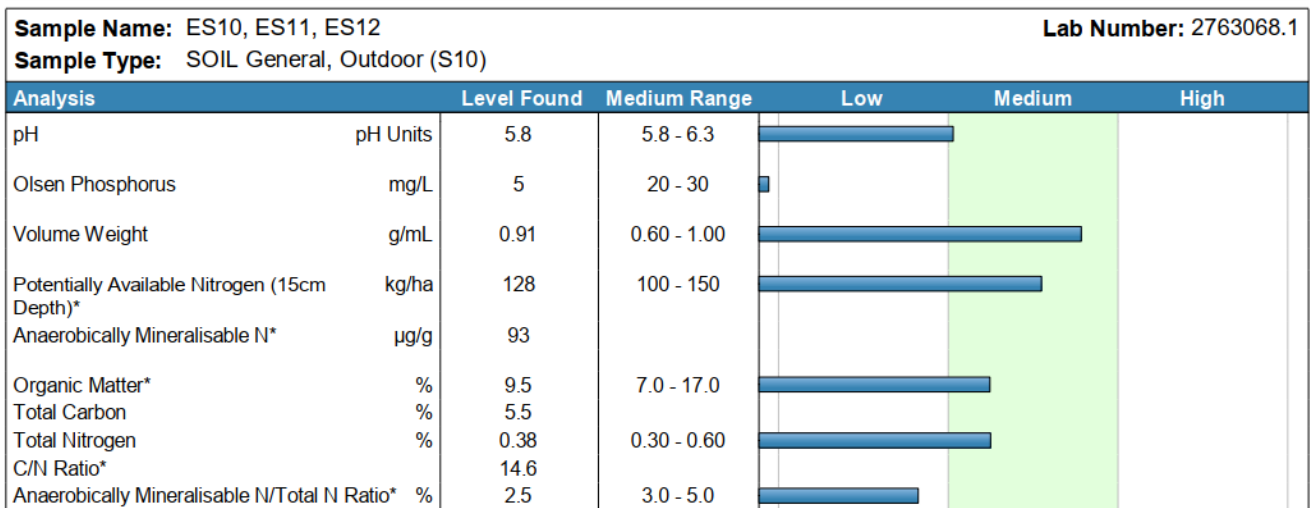 Sample Name: ES10, ES11, ES12 Lab Number: 2763068.1
Sample Type: SOIL General, Outdoor (S10)
Analysis Level Found Medium Range Low Medium High
pH pH Units 5.8 5.8 - 6.3
Olsen Phosphorus mg/L 5 20 - 30
Volume Weight g/mL 0.91 0.60 - 1.00
Potentially Available Nitrogen (15cm kg/ha 128 100 - 150
Depth)*
Anaerobically Mineralisable N* µg/g 93
Organic Matter* % 9.5 7.0 - 17.0
Total Carbon % 5.5
Total Nitrogen % 0.38 0.30 - 0.60
C/N Ratio* 14.6
Anaerobically Mineralisable N/Total N Ratio* % 2.5 3.0 - 5.0